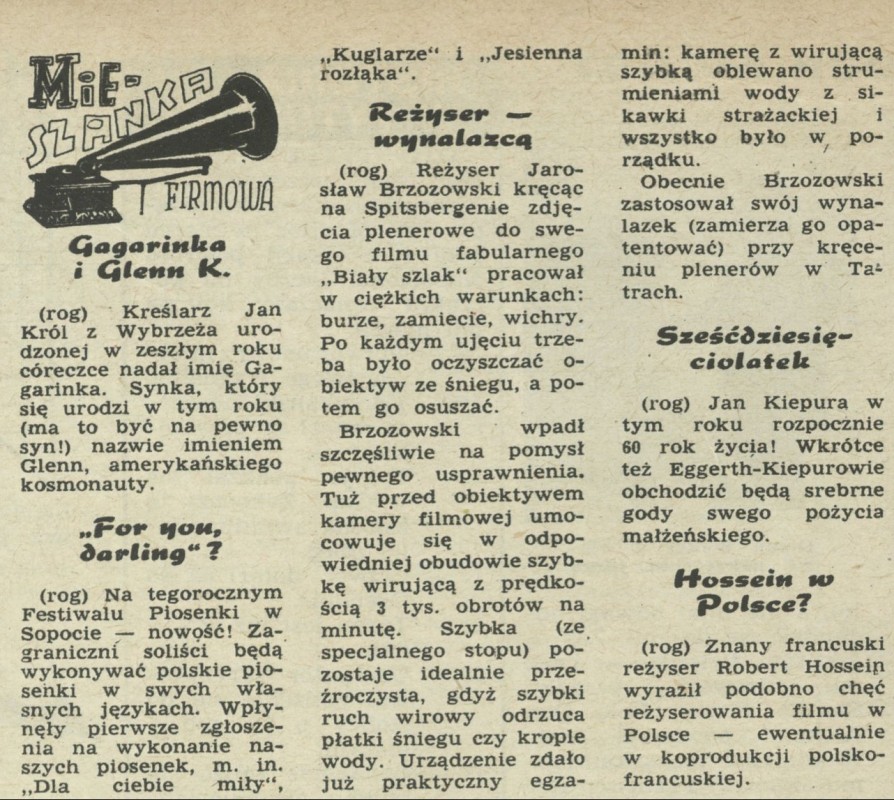 MiE-
SZANKA
FIRMOWA
Gagarinka
i Glenn K.
(rog) Kreślarz Jan
Król z Wybrzeża uro-
dzonej w zeszłym roku
córeczce nadał imię Ga-
garinka. Synka, który
się urodzi w tym roku
(ma to być na pewno
syn!) nazwie imieniem
Glenn, amerykańskiego
kosmonauty.
„For you,
darling“?
(rog) Na tegorocznym
Festiwalu Piosenki w
Sopocie — nowość! Za-
graniczni soliści będą
wykonywać polskie pio-
senki w swych wła-
snych językach. Wpły-
nęły pierwsze zgłosze-
nia na wykonanie na-
szych piosenek, m. in.
„Dla ciebie miły“,
„Kuglarze“ i „Jesienna
rozłąka“.
Reżyser —
wynalazcą
(rog) Reżyser Jaro-
sław Brzozowski kręcąc
na Spitsbergenie zdję-
cia plenerowe do swe-
go filmu fabularnego
„Biały szlak“ pracował
w ciężkich warunkach:
burze, zamiecie, wichry.
Po każdym ujęciu trze-
ba było oczyszczać o-
biektyw ze śniegu, a po-
tem go osuszać.
Brzozowski wpadł
szczęśliwie na pomysł
pewnego usprawnienia.
Tuż przed obiektywem
kamery filmowej umo-
cowuje się w odpo-
wiedniej obudowie szyb-
kę wirującą z prędko-
ścią 3 tys. obrotów na
minutę. Szybka (ze
specjalnego stopu) po-
zostaje idealnie prze-
źroczysta, gdyż szybki
ruch wirowy odrzuca
płatki śniegu czy krople
wody. Urządzenie zdało
już praktyczny egza-
min: kamerę z wirującą
szybką oblewano stru-
mieniami wody z si-
kawki strażackiej i
wszystko było w po-
rządku.
Obecnie Brzozowski
zastosował swój wyna-
lazek (zamierza go opa-
tentować) przy kręce-
niu plenerów w Ta-
trach.
Sześćdziesię-
ciolatek
(rog) Jan Kiepura w
tym roku rozpocznie
60 rok życia! Wkrótce
też Eggerth-Kiepurowie
obchodzić będą srebrne
gody swego pożycia
małżeńskiego.
Hossein w
Polsce?
(rog) Znany francuski
reżyser Robert Hossein
wyraził podobno chęć
reżyserowania filmu w
Polsce — ewentualnie
w koprodukcji polsko-
francuskiej.